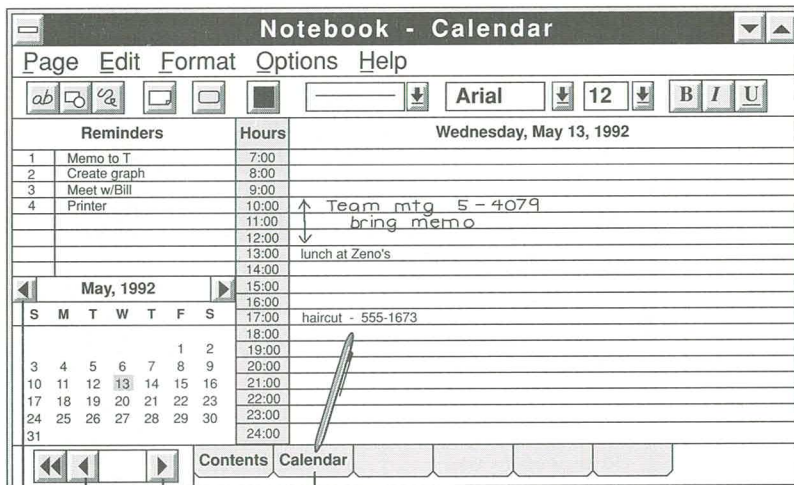 Notebook - Calendar
Page Edit Format Options Help
ab Arial 12 B I U
Reminders
1 Memo to T
2 Create graph
3 Meet w/Bill
4 Printer
May, 1992
S M T W T F S
1 2
3 4 5 6 7 8 9
10 11 12 13 14 15 16
17 18 19 20 21 22 23
24 25 26 27 28 29 30
31
Hours Wednesday, May 13, 1992
7:00
8:00
9:00
10:00 Team mtg 5-4079
11:00 bring memo
12:00
13:00 lunch at Zeno's
14:00
15:00
16:00
17:00 haircut - 555-1673
18:00
19:00
20:00
21:00
22:00
23:00
24:00
Contents Calendar